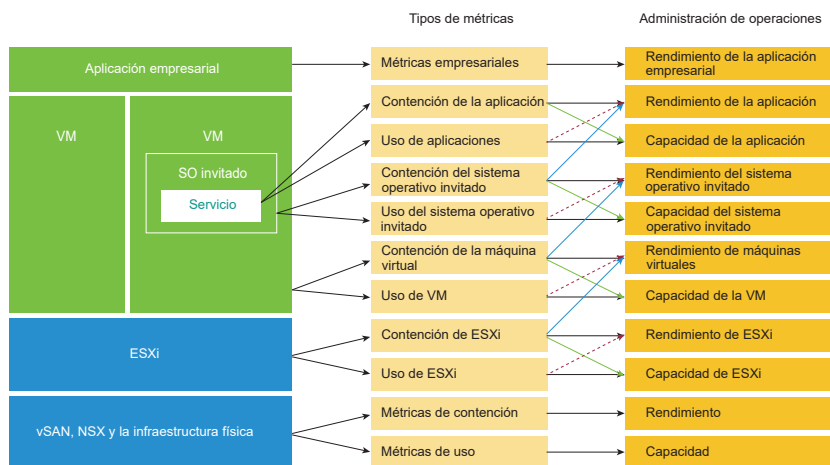 Tipos de métricas
Administración de operaciones
Aplicación empresarial
VM
VM
SO invitado
Servicio
ESXi
vSAN, NSX y la infraestructura física
Métricas empresariales
Contención de la aplicación
Uso de aplicaciones
Contención del sistema
operativo invitado
Uso del sistema operativo
invitado
Contención de la máquina
virtual
Uso de VM
Contención de ESXi
Uso de ESXi
Métricas de contención
Métricas de uso
Rendimiento de la aplicación
empresarial
Rendimiento de la aplicación
Capacidad de la aplicación
Rendimiento del sistema
operativo invitado
Capacidad del sistema
operativo invitado
Rendimiento de máquinas
virtuales
Capacidad de la VM
Rendimiento de ESXi
Capacidad de ESXi
Rendimiento
Capacidad